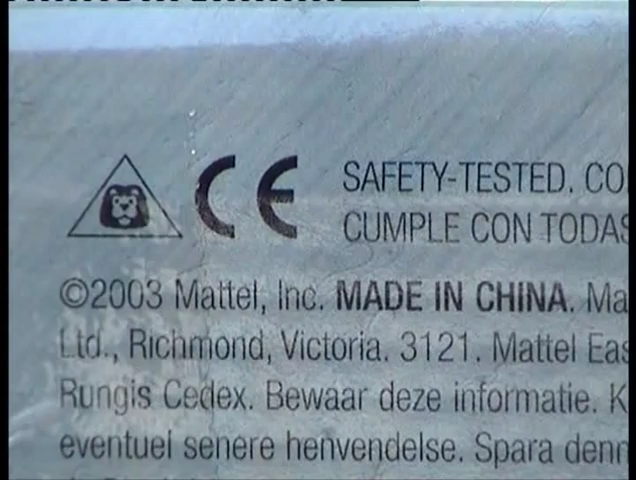 CE SAFETY-TESTED. CO
CUMPLE CON TODAS
©2003 Mattel, Inc. MADE IN CHINA. Ma
Ltd., Richmond, Victoria. 3121. Mattel Eas
Rungis Cedex. Bewaar deze informatie. K
eventuel senere henvendelse. Spara denn